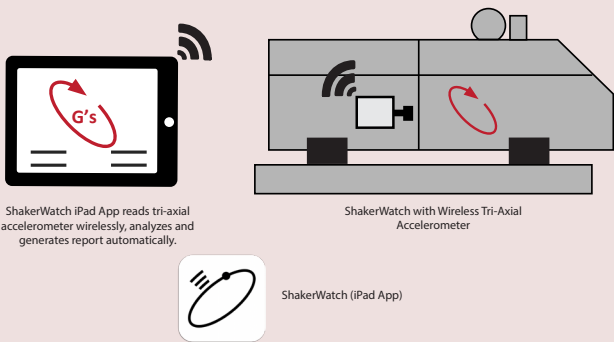 G's
ShakerWatch iPad App reads tri-axial
accelerometer wirelessly, analyzes and
generates report automatically.
ShakerWatch with Wireless Tri-Axial
Accelerometer
ShakerWatch (iPad App)